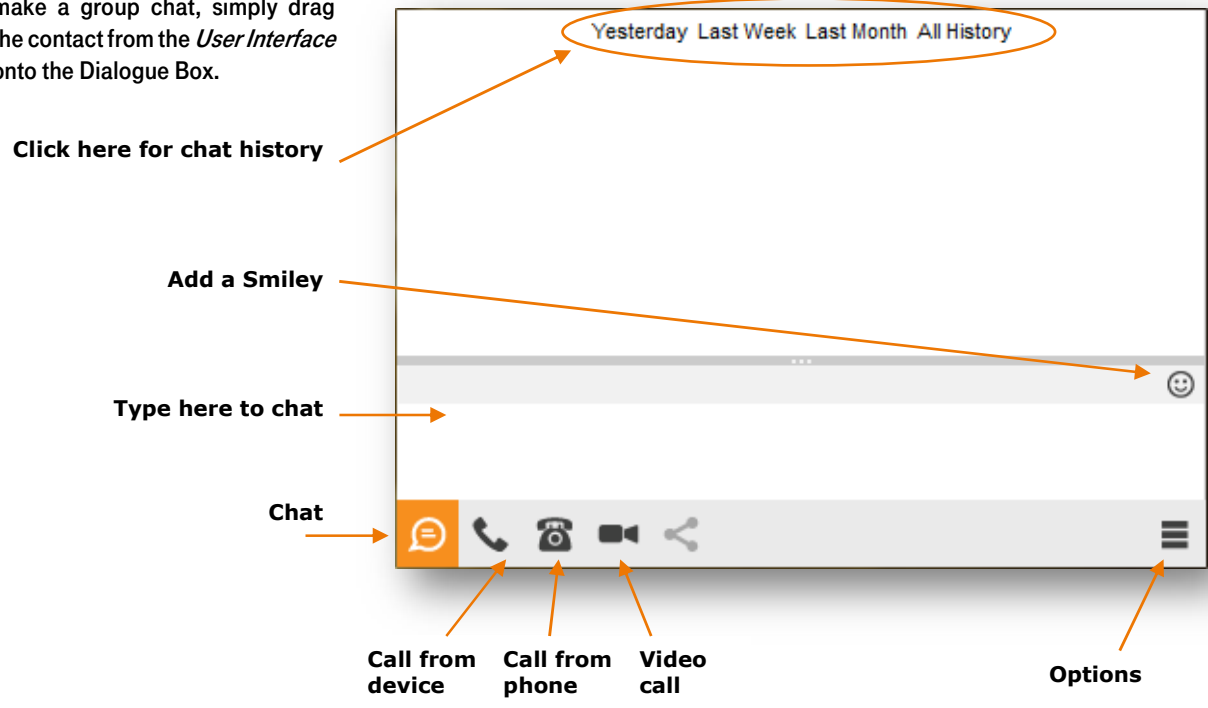 make a group chat, simply drag
the contact from the User Interface
onto the Dialogue Box.
Yesterday Last Week Last Month All History
Click here for chat history
Add a Smiley
Type here to chat
Chat
Call from
device
Call from
phone
Video
call
Options